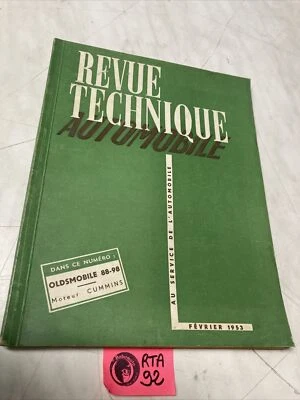 REVUE
TECHNIQUE
AUTOMOBILE
AU SERVICE DE L'AUTOMOBILE
DANS CE NUMÉRO :
OLDSMOBILE 88-98
Moteur CUMMINS
FÉVRIER 1953
RTA
92